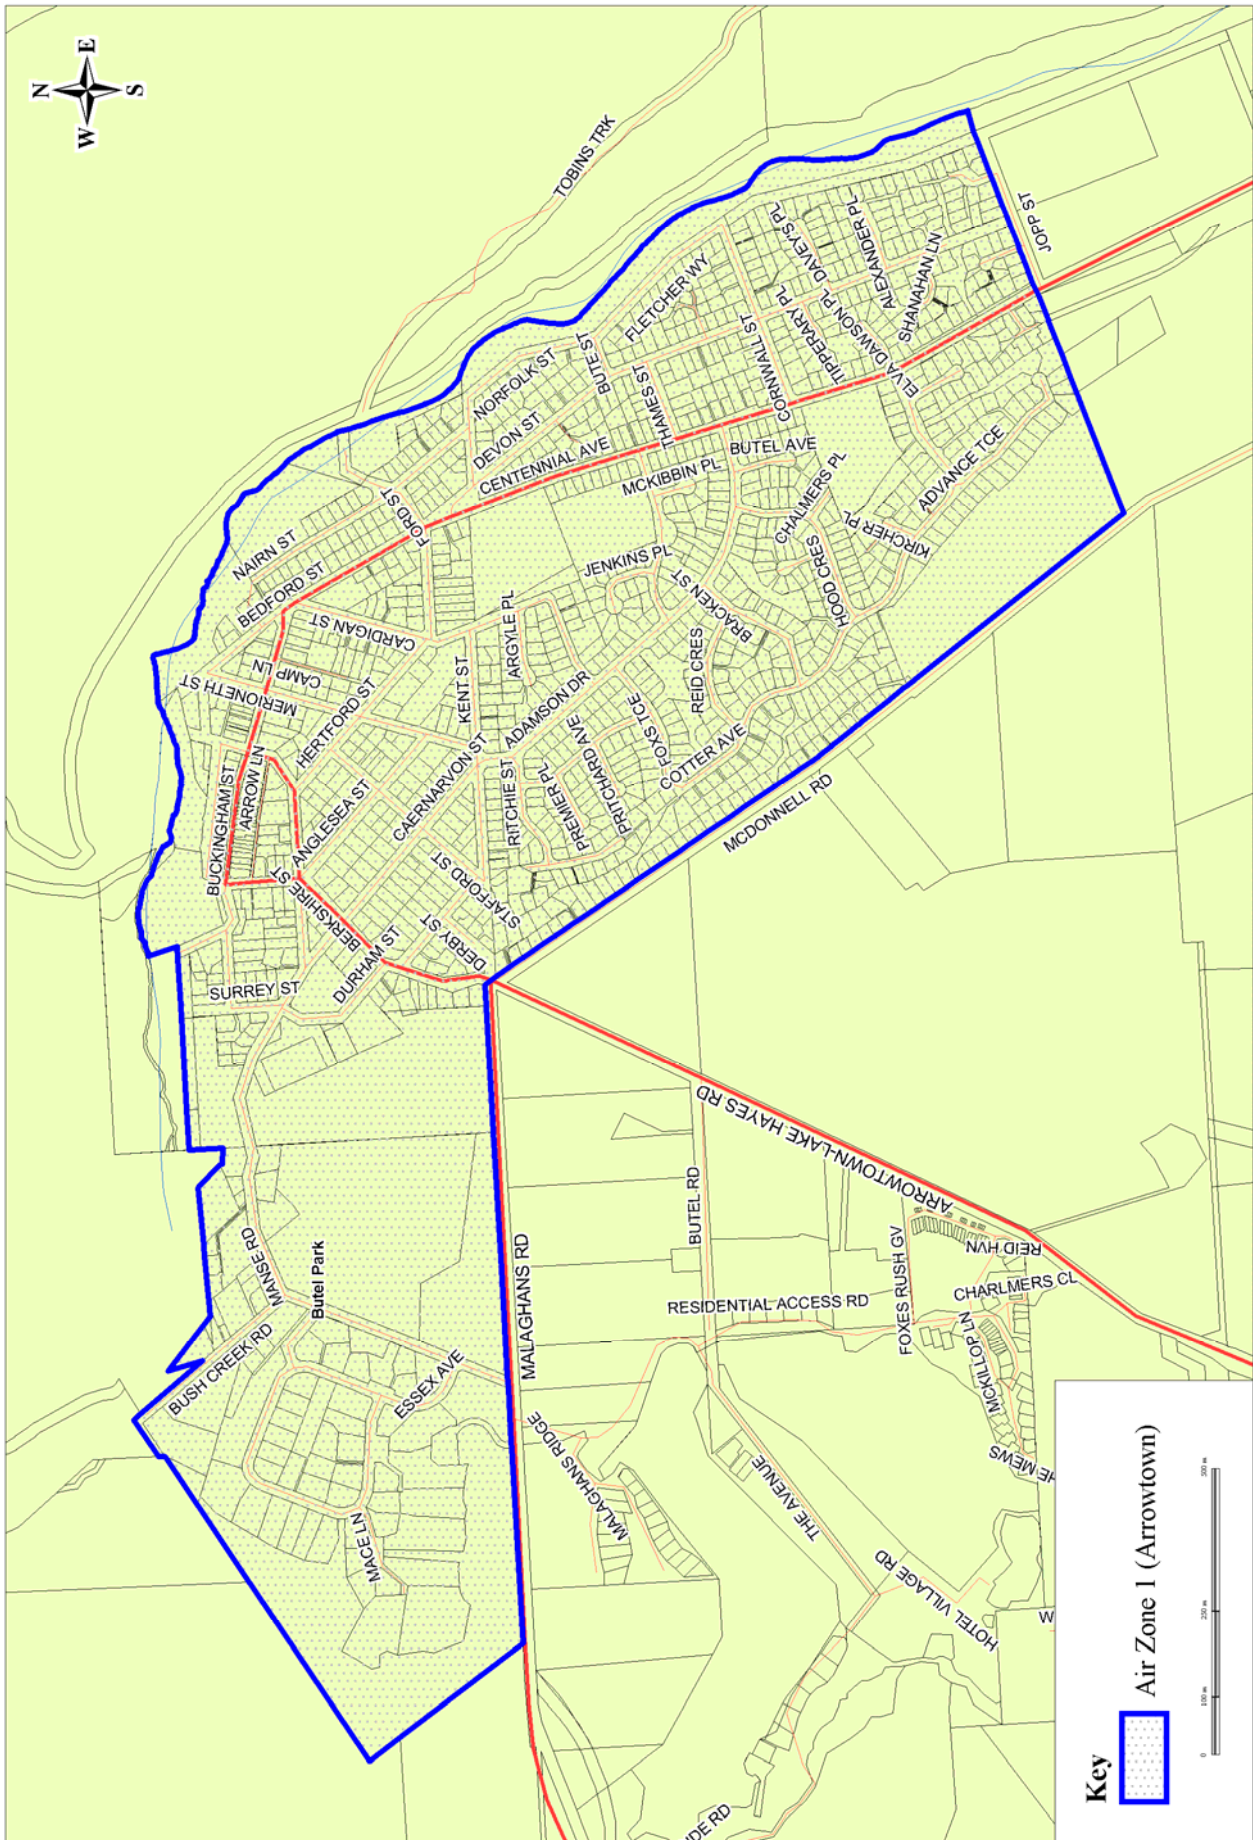 N
W
E
S
TOBINS TRK
JOPP ST
NAIRN ST
BEDFORD ST
NORFOLK ST
BUTE ST
FLETCHER WY
DEVON ST
FORD ST
CENTENNIAL AVE
THAMES ST
CORNWALL ST
TIPPERARY PL
DAVEY'S PL
ALEXANDER PL
SHANAHAN LN
ELVA DAWSON PL
MCKIBBIN PL
BUTEL AVE
CHALMERS PL
ADVANCE TCE
KIRCHER PL
HOOD CRES
JENKINS PL
BRACKEN ST
REID CRES
CARDIGAN ST
CAMP LN
MERIONETH ST
HERTFORD ST
KENT ST
ARGYLE PL
ADAMSON DR
FOXS TCE
COTTER AVE
PRITCHARD AVE
PREMIER PL
RITCHIE ST
CAERNARVON ST
ANGLESEA ST
BUCKINGHAM ST
ARROW LN
BERKSHIRE ST
STAFFORD ST
DERBY ST
DURHAM ST
SURREY ST
MCDONNELL RD
MANSE RD
Butel Park
BUSH CREEK RD
ESSEX AVE
MACE LN
MALAGHANS RD
MALAGHANS RIDGE
BUTEL RD
ARROWTOWN-LAKE HAYES RD
RESIDENTIAL ACCESS RD
FOXES RUSH GV
REID HVN
CHARLMERS CL
MCKILLOP LN
HE MEWS
THE AVENUE
HOTEL VILLAGE RD
W
IDE RD
Key
Air Zone 1 (Arrowtown)
0
100 m